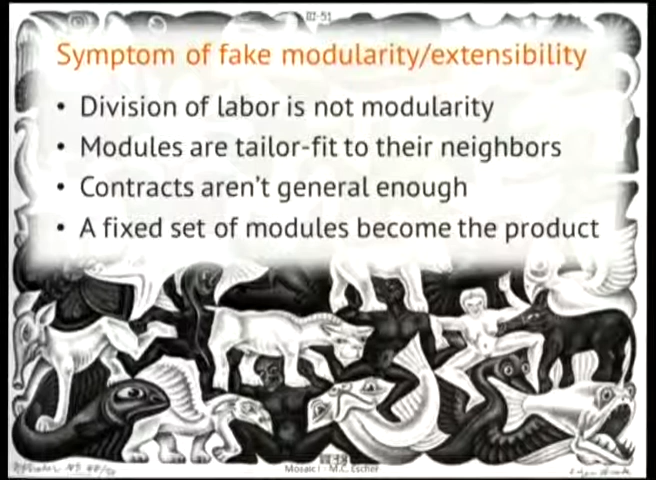 Symptom of fake modularity/extensibility
• Division of labor is not modularity
• Modules are tailor-fit to their neighbors
• Contracts aren't general enough
• A fixed set of modules become the product
Mosaic I - M.C. Escher